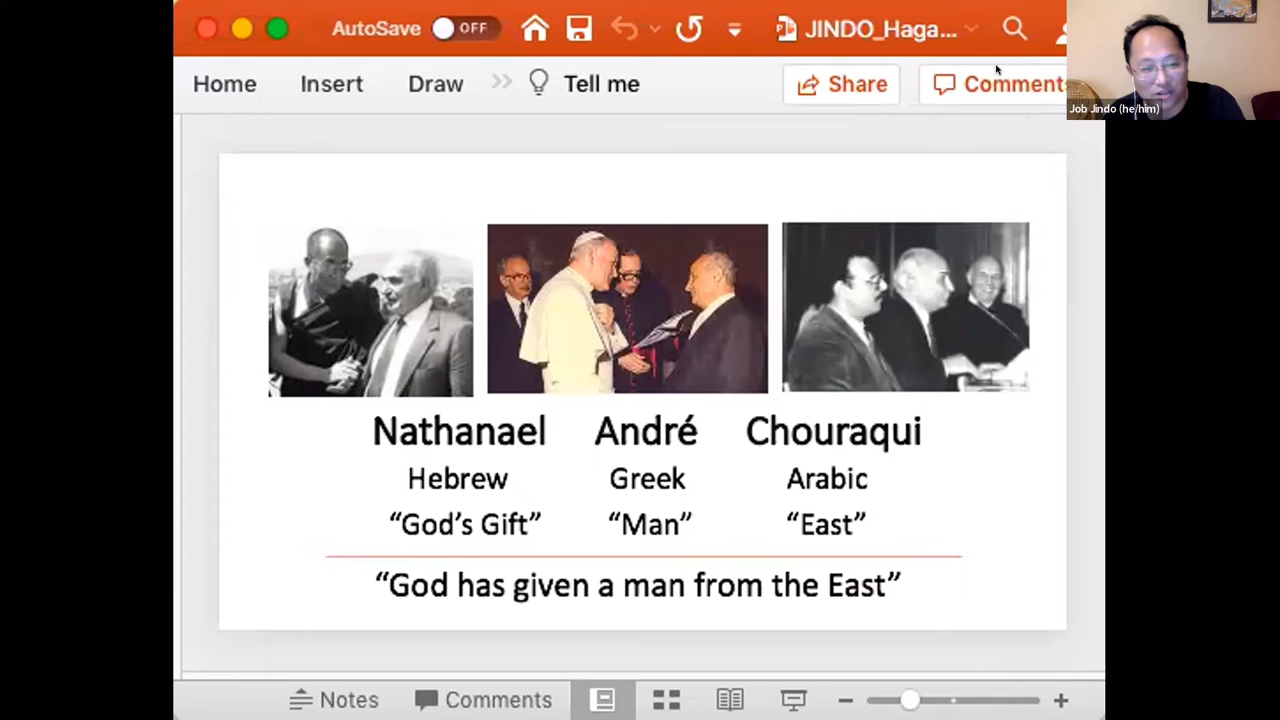 AutoSave OFF JINDO_Haga...
Home Insert Draw Tell me Share Comment
Job Jindo (he/him)
Nathanael André Chouraqui
Hebrew Greek Arabic
“God’s Gift” “Man” “East”
“God has given a man from the East”
Notes Comments